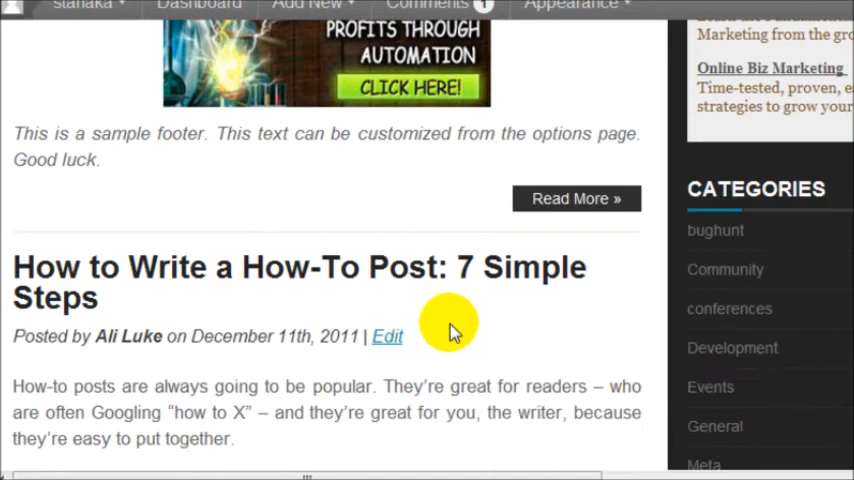 stanaka Dashboard Add New Comments 1 Appearance
PROFITS THROUGH
AUTOMATION
CLICK HERE!
This is a sample footer. This text can be customized from the options page.
Good luck.
Read More »
How to Write a How-To Post: 7 Simple
Steps
Posted by Ali Luke on December 11th, 2011 | Edit
How-to posts are always going to be popular. They’re great for readers – who
are often Googling “how to X” – and they’re great for you, the writer, because
they’re easy to put together.
Marketing from the gro
Online Biz Marketing
Time-tested, proven, ea
strategies to grow your
CATEGORIES
bughunt
Community
conferences
Development
Events
General
Meta